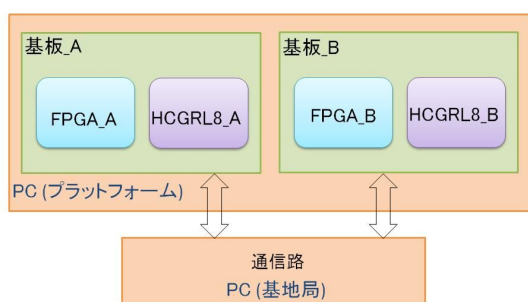 基板_A
基板_B
FPGA_A
HCGRL8_A
FPGA_B
HCGRL8_B
PC (プラットフォーム)
通信路
PC (基地局)